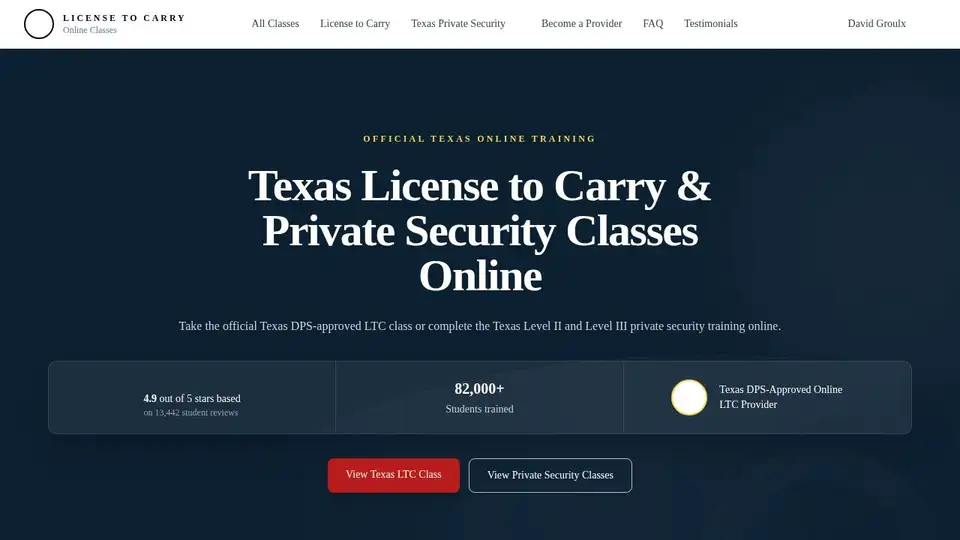 LICENSE TO CARRY
Online Classes
All Classes
License to Carry
Texas Private Security
Become a Provider
FAQ
Testimonials
David Groulx
OFFICIAL TEXAS ONLINE TRAINING
Texas License to Carry &
Private Security Classes
Online
Take the official Texas DPS-approved LTC class or complete the Texas Level II and Level III private security training online.
4.9 out of 5 stars based
on 13,442 student reviews
82,000+
Students trained
Texas DPS-Approved Online
LTC Provider
View Texas LTC Class
View Private Security Classes